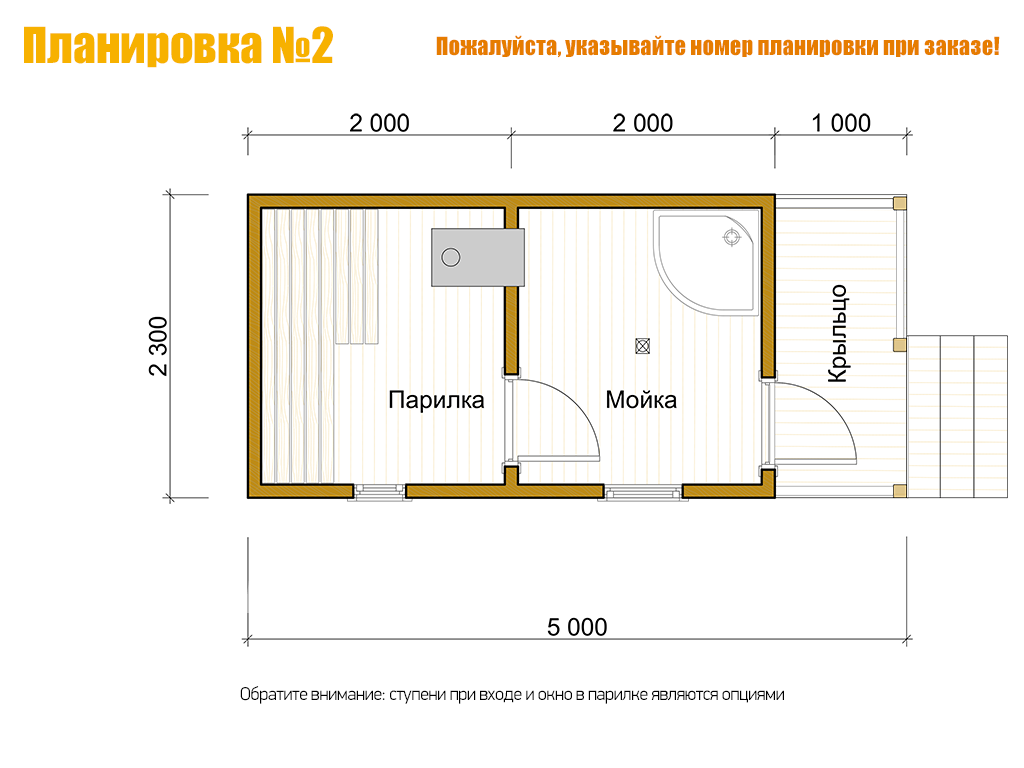 Планировка №2
Пожалуйста, указывайте номер планировки при заказе!
2 000
2 000
1 000
2 300
Парилка
Мойка
Крыльцо
5 000
Обратите внимание: ступени при входе и окно в парилке являются опциями